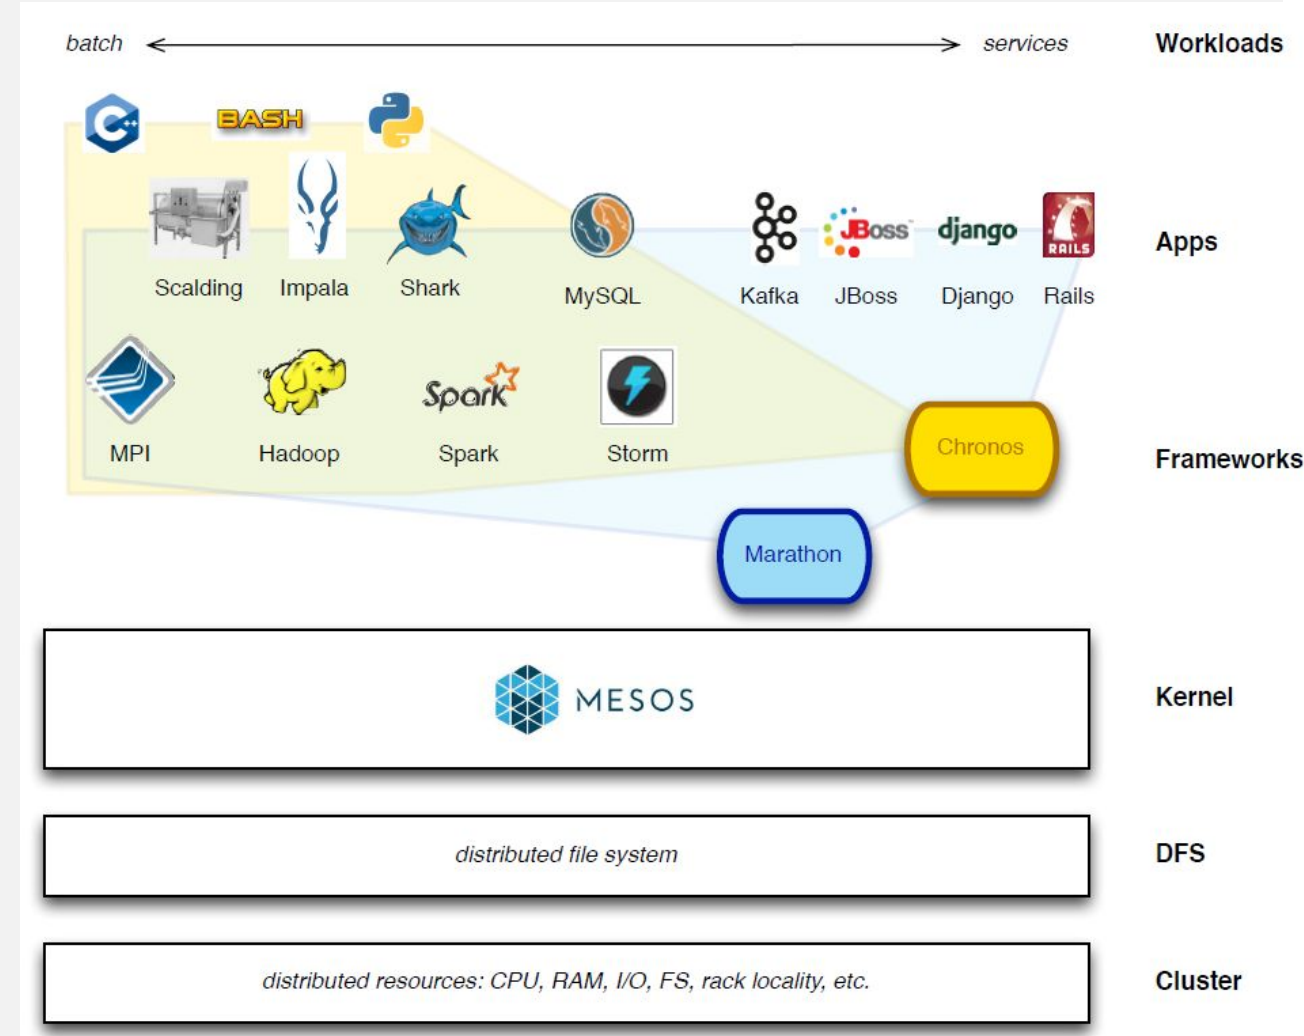 batch
services
Workloads
C++
BASH
JBoss
django
RAILS
Apps
Scalding
Impala
Shark
MySQL
Kafka
JBoss
Django
Rails
Spark
MPI
Hadoop
Spark
Storm
Chronos
Frameworks
Marathon
MESOS
Kernel
distributed file system
DFS
distributed resources: CPU, RAM, I/O, FS, rack locality, etc.
Cluster